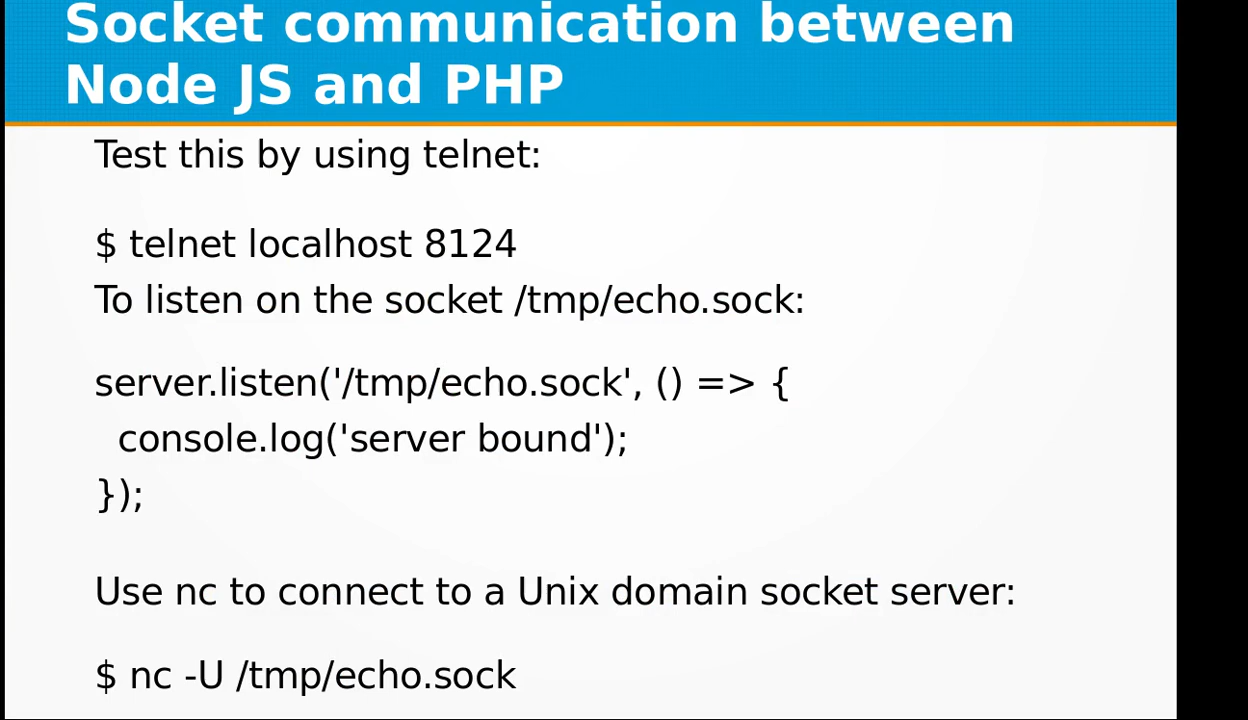 Socket communication between
Node JS and PHP
Test this by using telnet:
$ telnet localhost 8124
To listen on the socket /tmp/echo.sock:
server.listen('/tmp/echo.sock', () => {
  console.log('server bound');
});
Use nc to connect to a Unix domain socket server:
$ nc -U /tmp/echo.sock